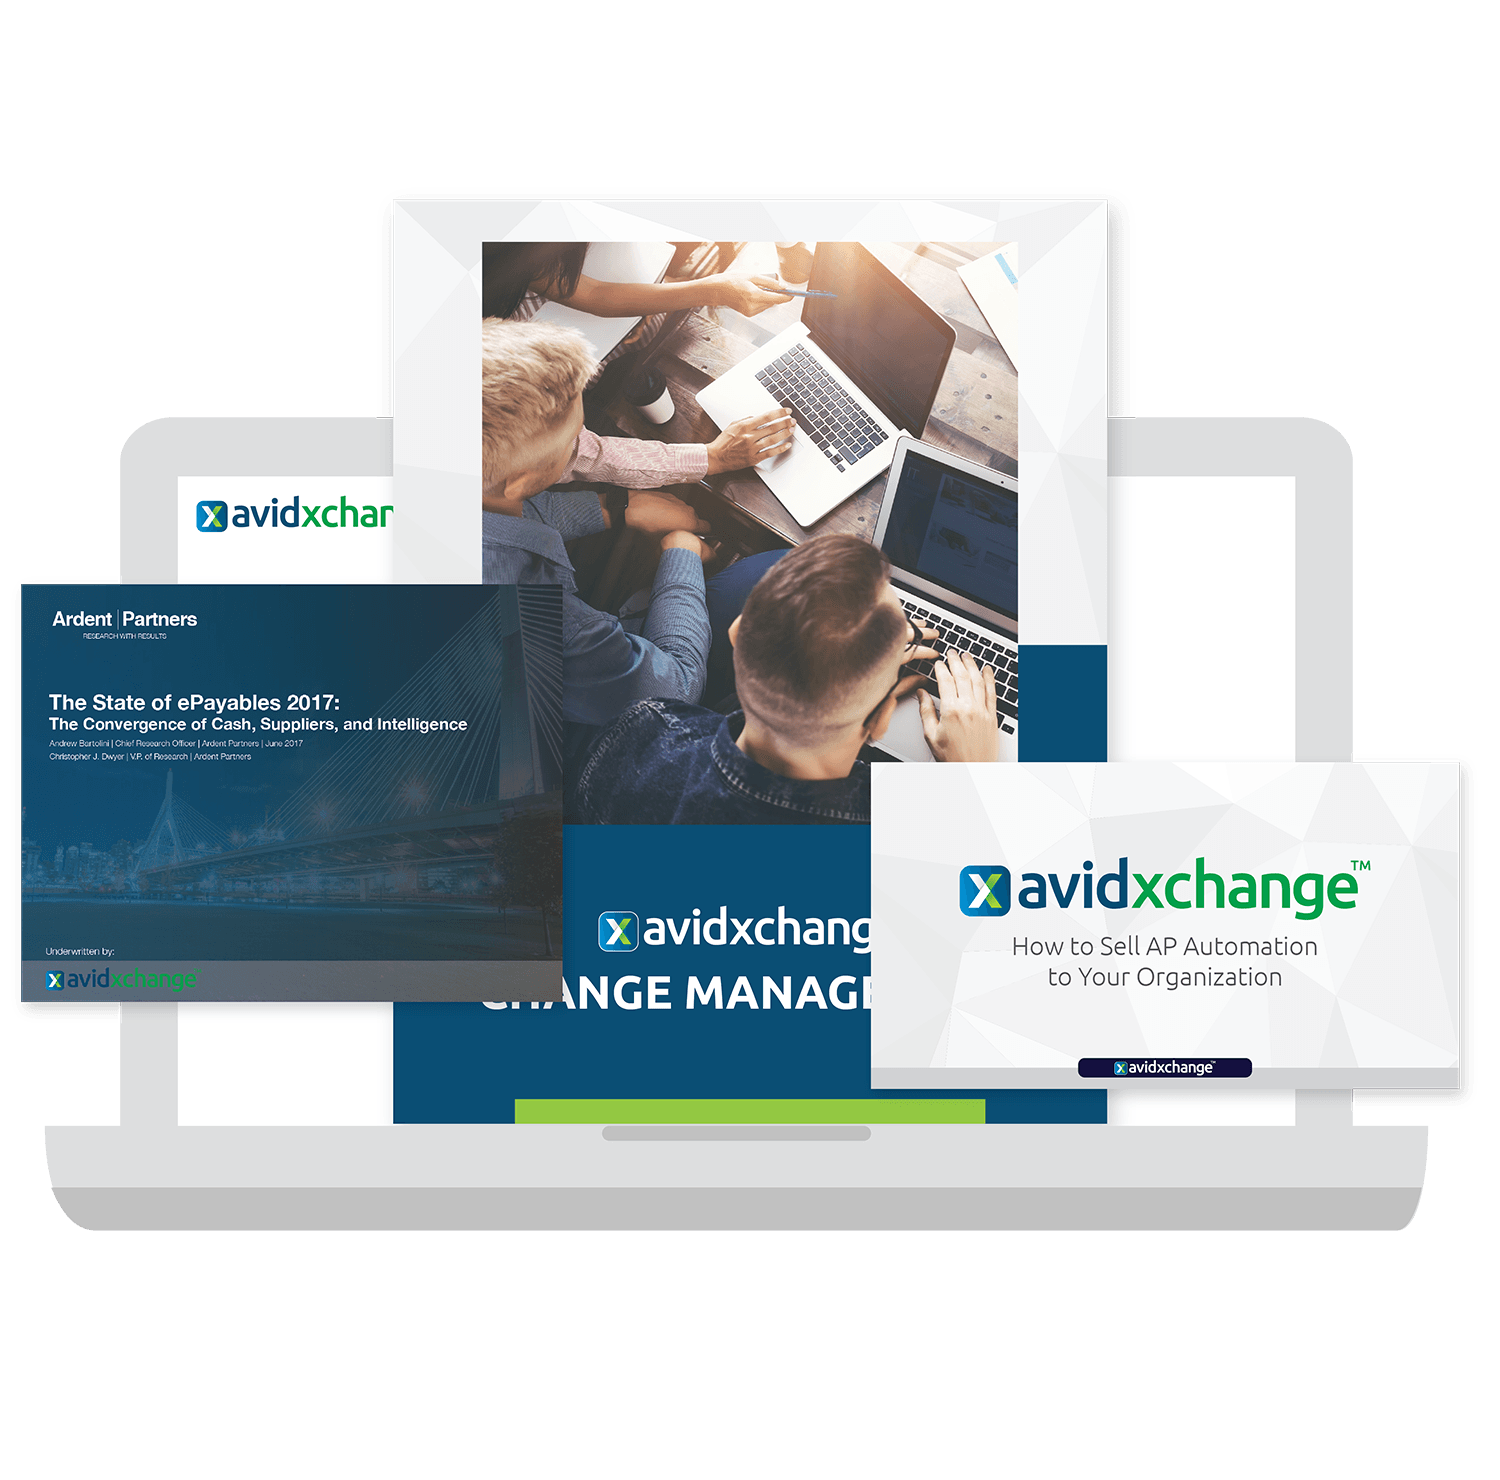 avidxchan
Ardent | Partners
RESEARCH WITH RESULTS
The State of ePayables 2017:
The Convergence of Cash, Suppliers, and Intelligence
Andrew Bartolini | Chief Research Officer | Ardent Partners | June 2017
Christopher J. Dwyer | V.P. of Research | Ardent Partners
Underwritten by:
avidxchange
avidxchang
CHANGE MANAGE
avidxchange™
How to Sell AP Automation
to Your Organization
avidxchange™